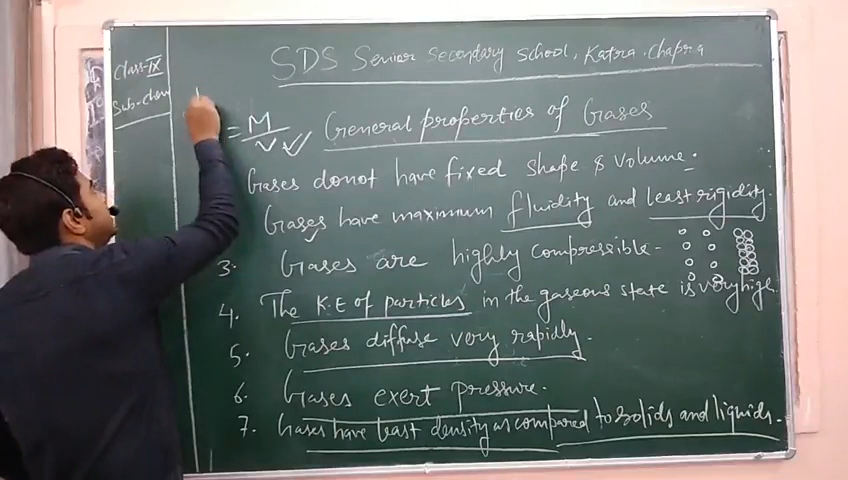 SDS Senior Secondary School, Katra. Chapra
Class-IX
Sub-chem
= M/V
General properties of Gases
Gases do not have fixed shape & volume.
Gases have maximum fluidity and least rigidity.
3. Gases are highly compressible-
4. The K.E of particles in the gaseous state is very high.
5. Gases diffuse very rapidly.
6. Gases exert pressure.
7. Gases have least density as compared to solids and liquids.